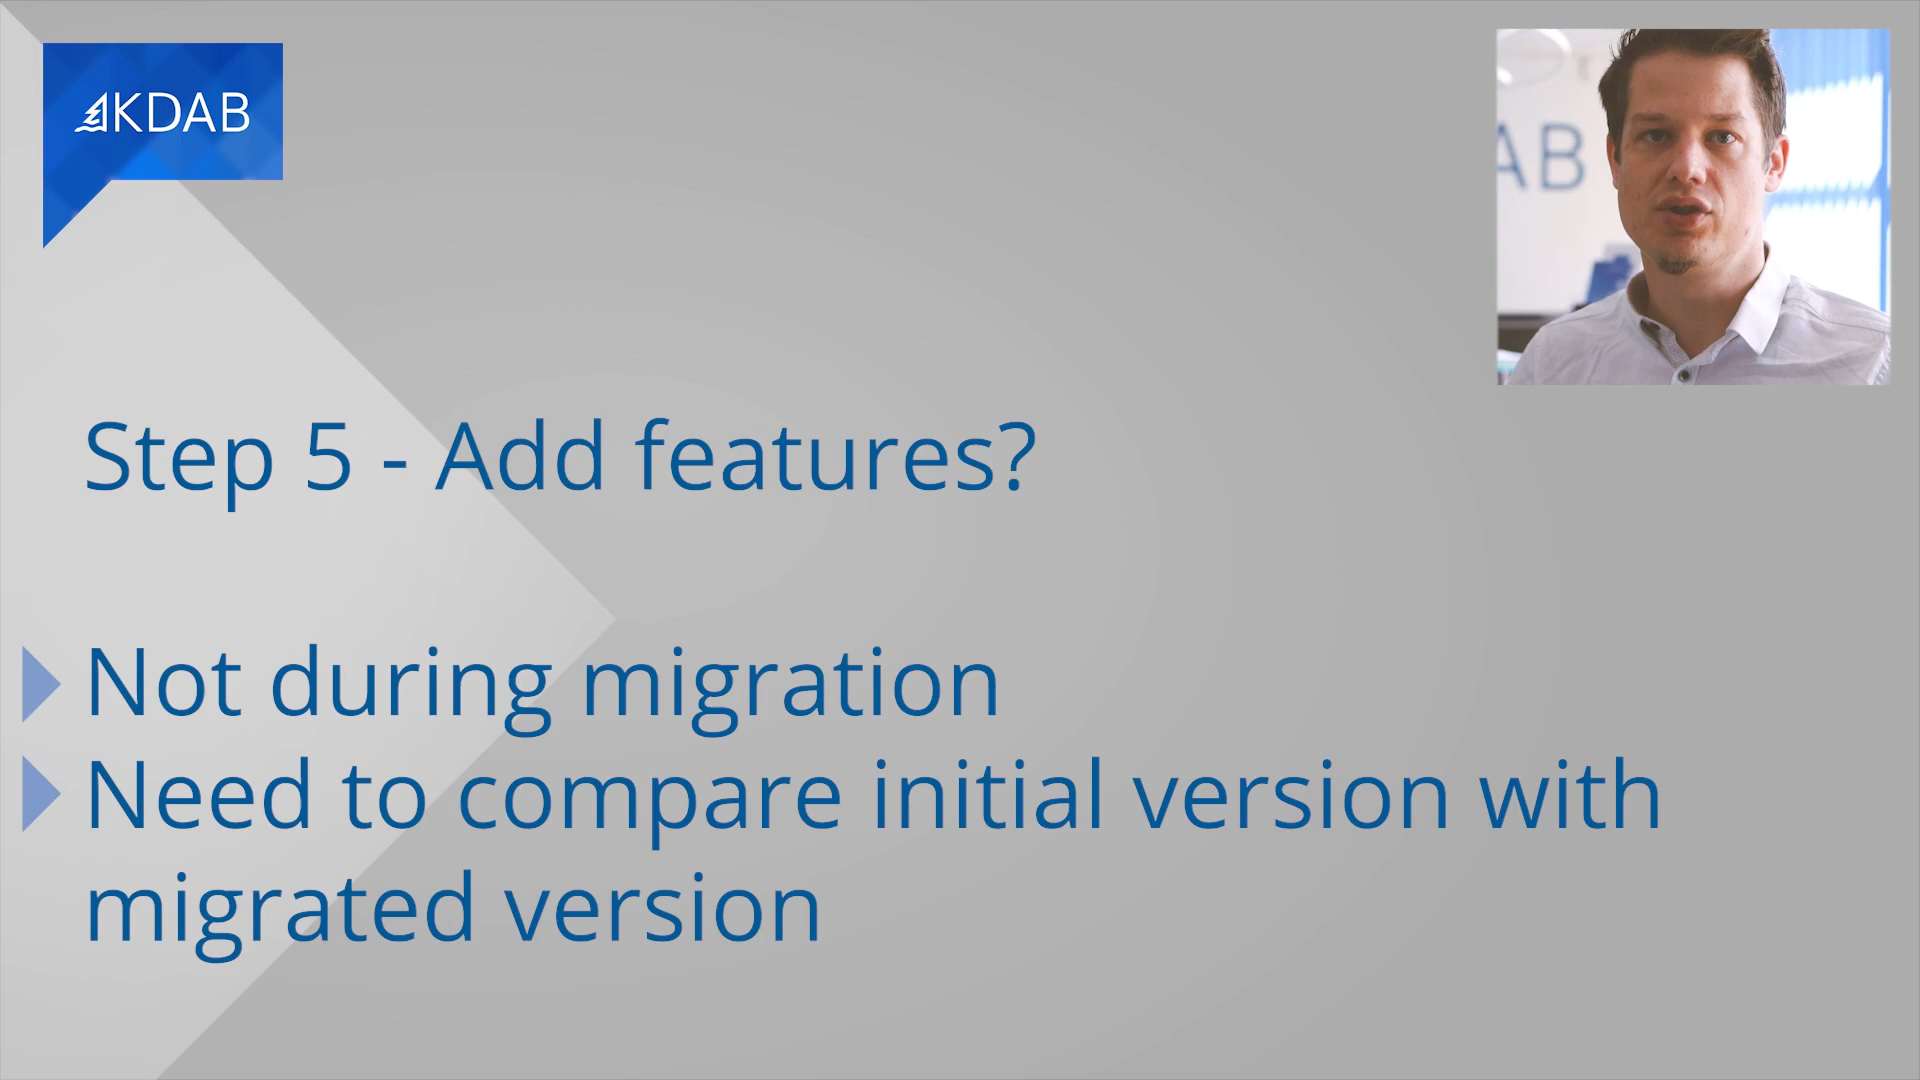 KDAB
AB
Step 5 - Add features?
Not during migration
Need to compare initial version with
migrated version